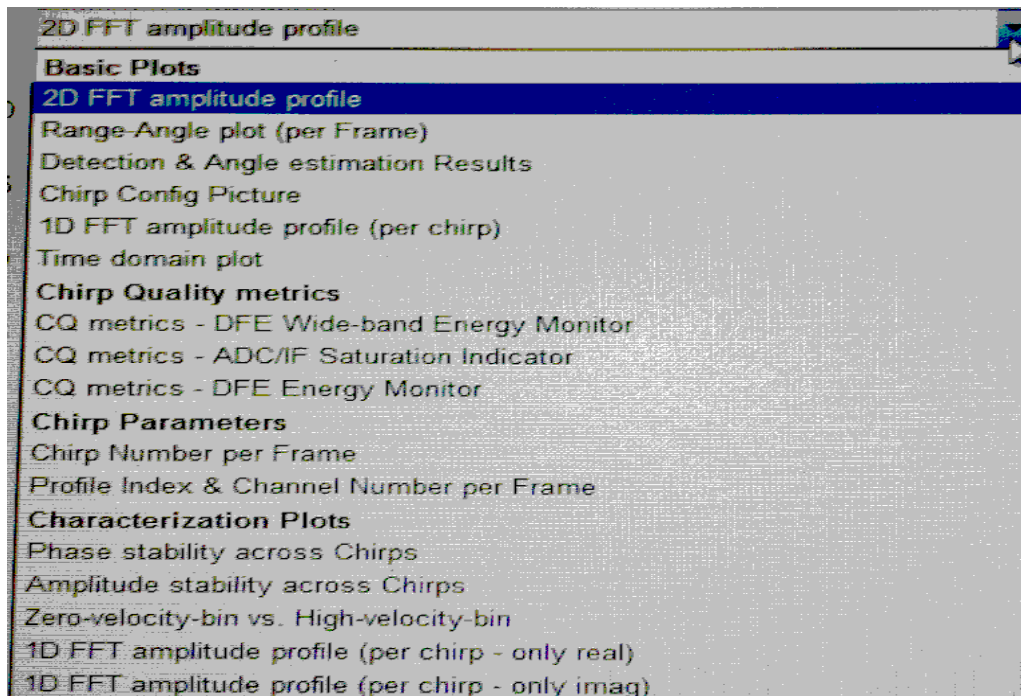 2D FFT amplitude profile
Basic Plots
2D FFT amplitude profile
Range-Angle plot (per Frame)
Detection & Angle estimation Results
Chirp Config Picture
1D FFT amplitude profile (per chirp)
Time domain plot
Chirp Quality metrics
CQ metrics - DFE Wide-band Energy Monitor
CQ metrics - ADC/IF Saturation Indicator
CQ metrics - DFE Energy Monitor
Chirp Parameters
Chirp Number per Frame
Profile Index & Channel Number per Frame
Characterization Plots
Phase stability across Chirps
Amplitude stability across Chirps
Zero-velocity-bin vs. High-velocity-bin
1D FFT amplitude profile (per chirp - only real)
1D FFT amplitude profile (per chirp - only imag)